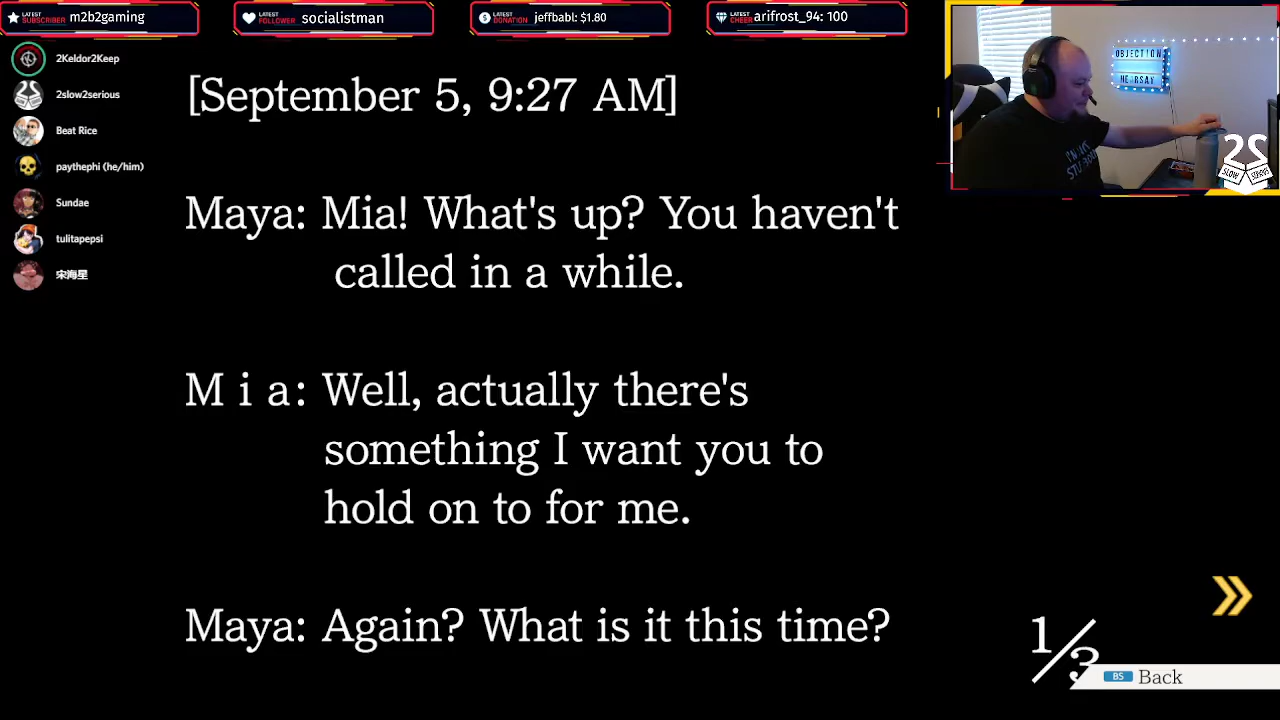 LATEST SUBSCRIBER m2b2gaming
LATEST FOLLOWER socialistman
LATEST DONATION jeffbabl: $1.80
LATEST CHEER arifrost_94: 100
2Keldor2Keep
2slow2serious
Beat Rice
paythephi (he/him)
Sundae
tulitapepsi
宋海星
[September 5, 9:27 AM]
Maya: Mia! What's up? You haven't
called in a while.
M i a: Well, actually there's
something I want you to
hold on to for me.
Maya: Again? What is it this time?
1/3
BS Back
OBJECTION
HEARSAY
2S
SLOW